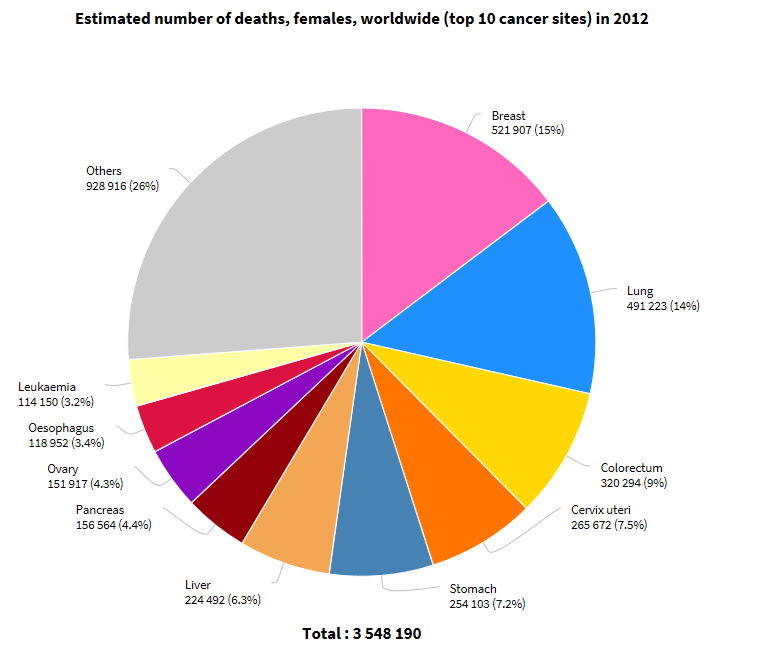 Estimated number of deaths, females, worldwide (top 10 cancer sites) in 2012
Breast
521 907 (15%)
Others
928 916 (26%)
Lung
491 223 (14%)
Leukaemia
114 150 (3.2%)
Oesophagus
118 952 (3.4%)
Ovary
151 917 (4.3%)
Pancreas
156 564 (4.4%)
Colorectum
320 294 (9%)
Cervix uteri
265 672 (7.5%)
Liver
224 492 (6.3%)
Stomach
254 103 (7.2%)
Total : 3 548 190